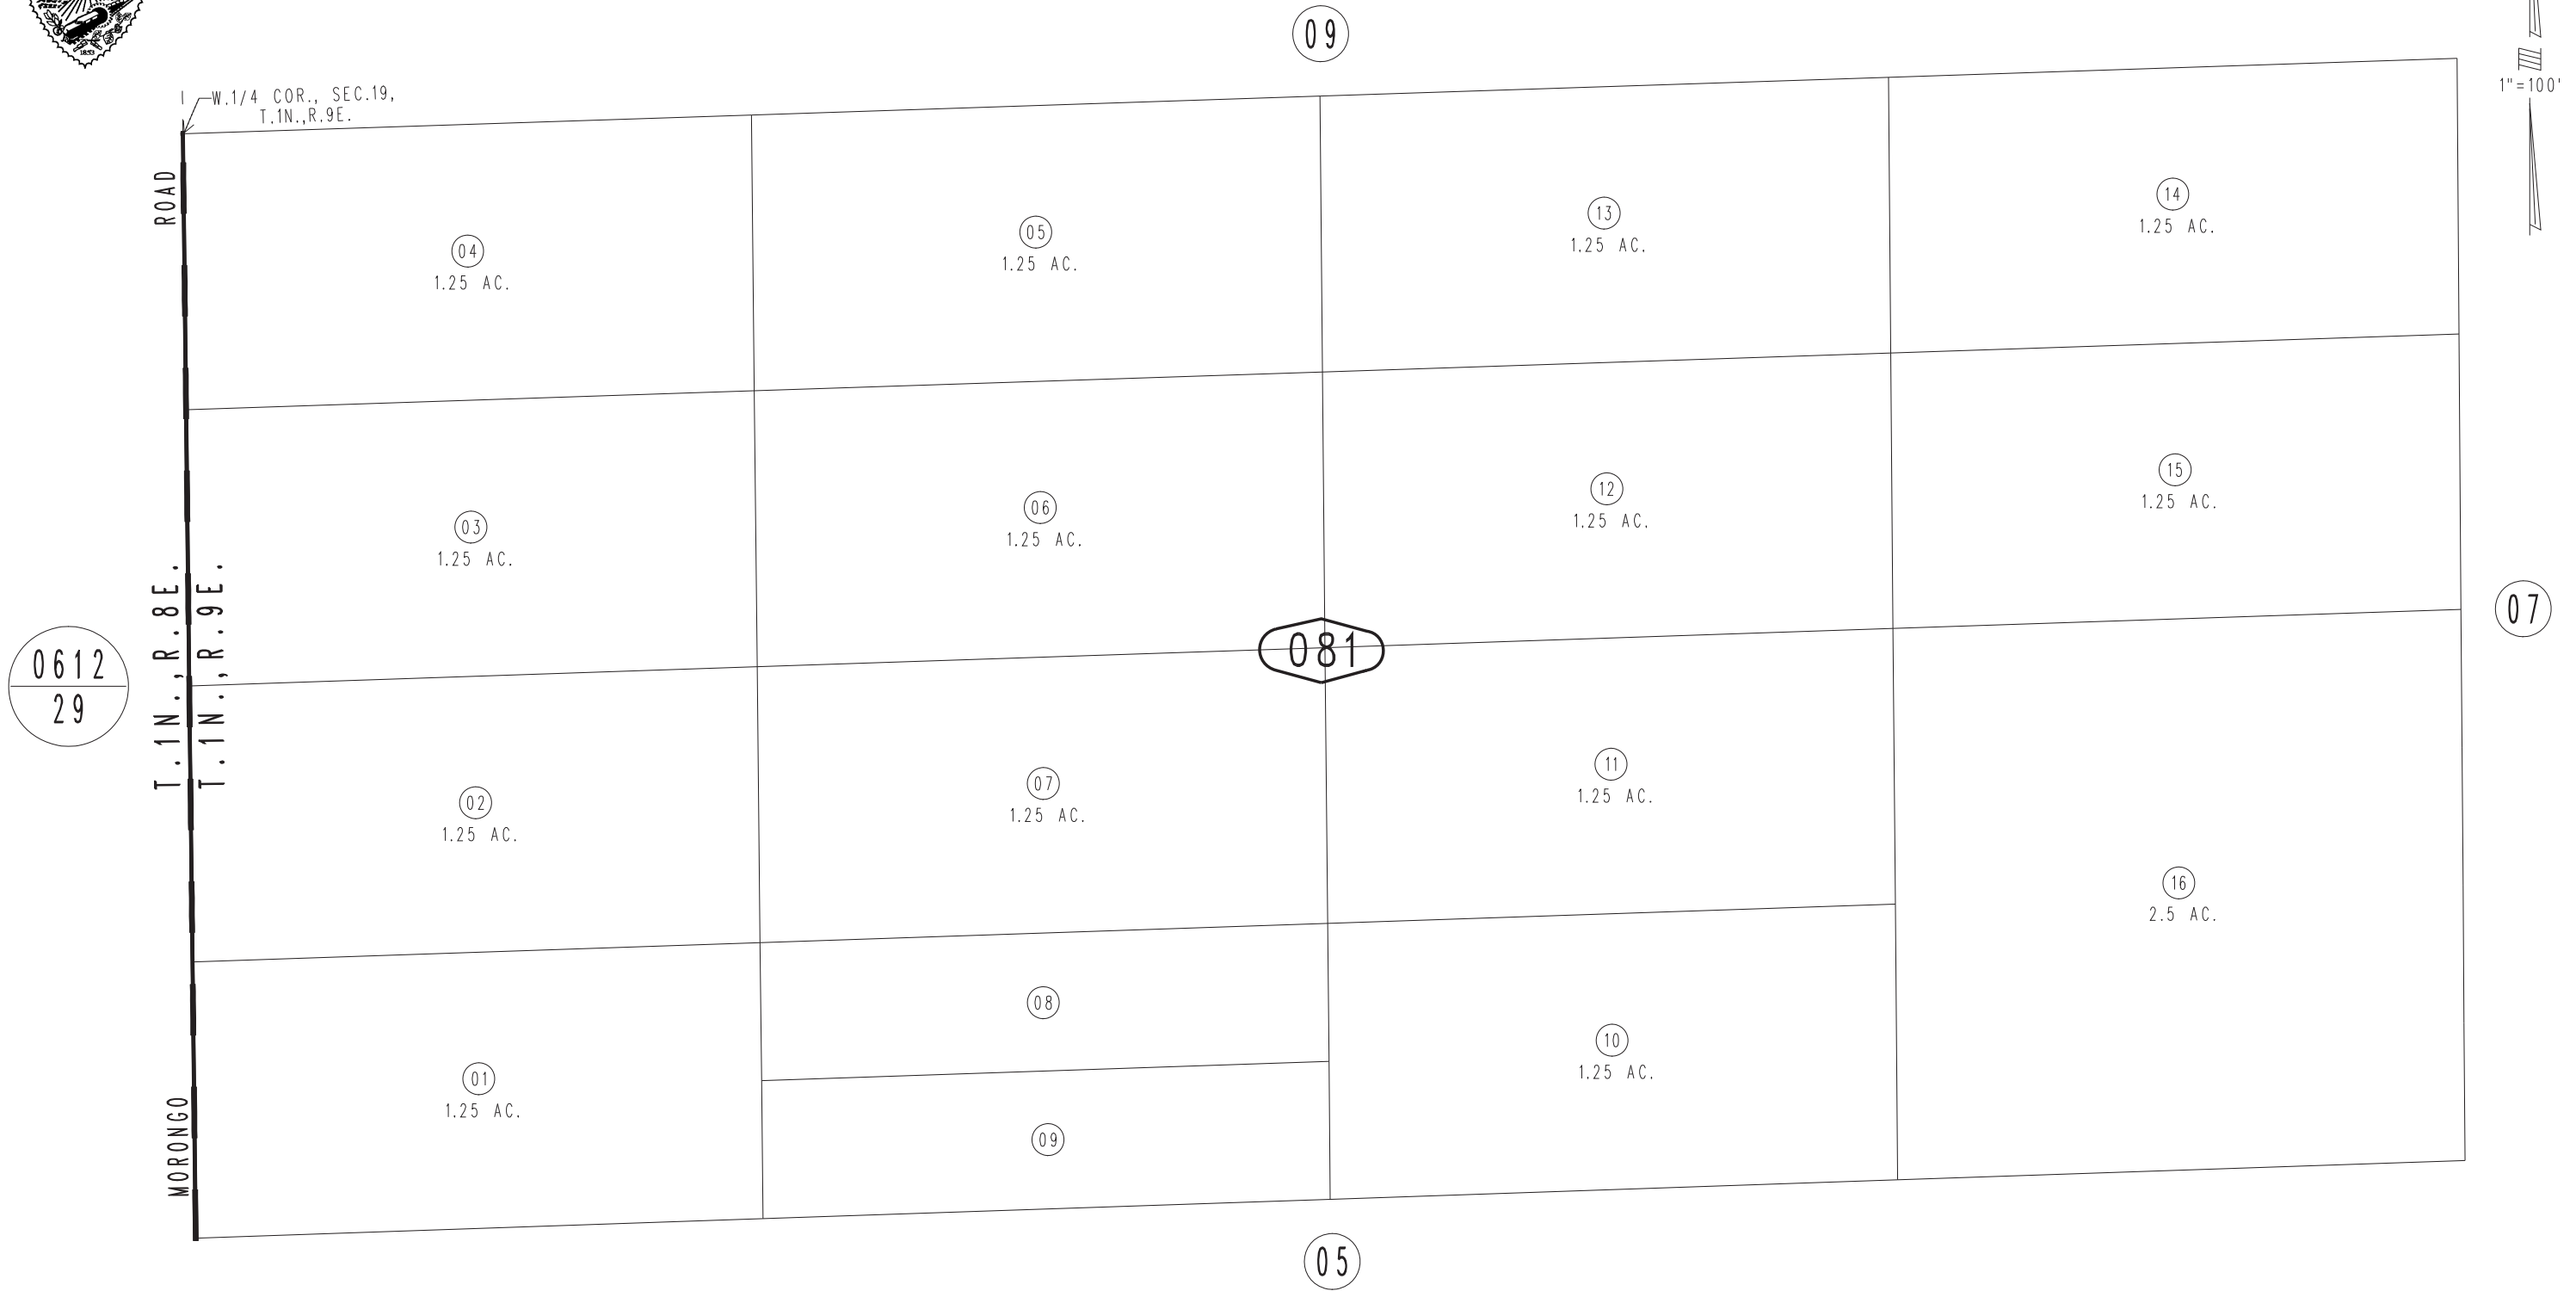 1853
09
1"=100'
W.1/4 COR., SEC.19,
T.1N.,R.9E.
ROAD
04
1.25 AC.
05
1.25 AC.
13
1.25 AC.
14
1.25 AC.
03
1.25 AC.
06
1.25 AC.
12
1.25 AC.
15
1.25 AC.
T.1N.,R.8E.
T.1N.,R.9E.
0612
29
081
07
02
1.25 AC.
07
1.25 AC.
11
1.25 AC.
16
2.5 AC.
08
01
1.25 AC.
09
10
1.25 AC.
MORONGO
05